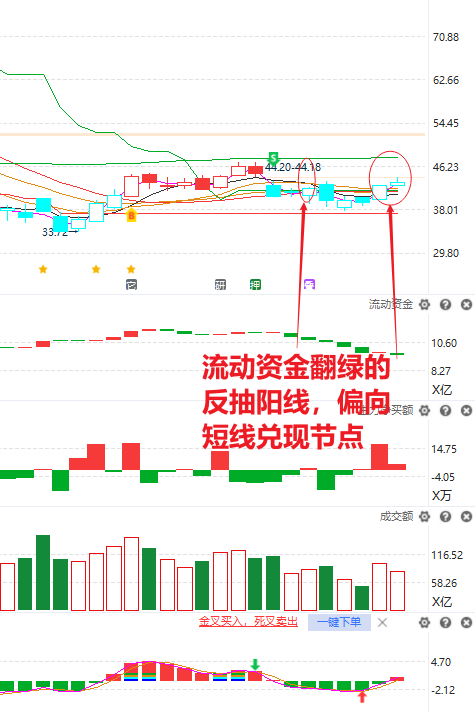 70.88
62.66
54.45
S
44.20-44.18
46.23
38.01
33.72
29.80
流动资金
10.60
8.27
X亿
流动资金翻绿的
反抽阳线，偏向
短线兑现节点
买额
14.75
-4.05
X万
成交额
116.52
58.26
X亿
金叉买入，死叉卖出
一键下单
4.70
-2.12